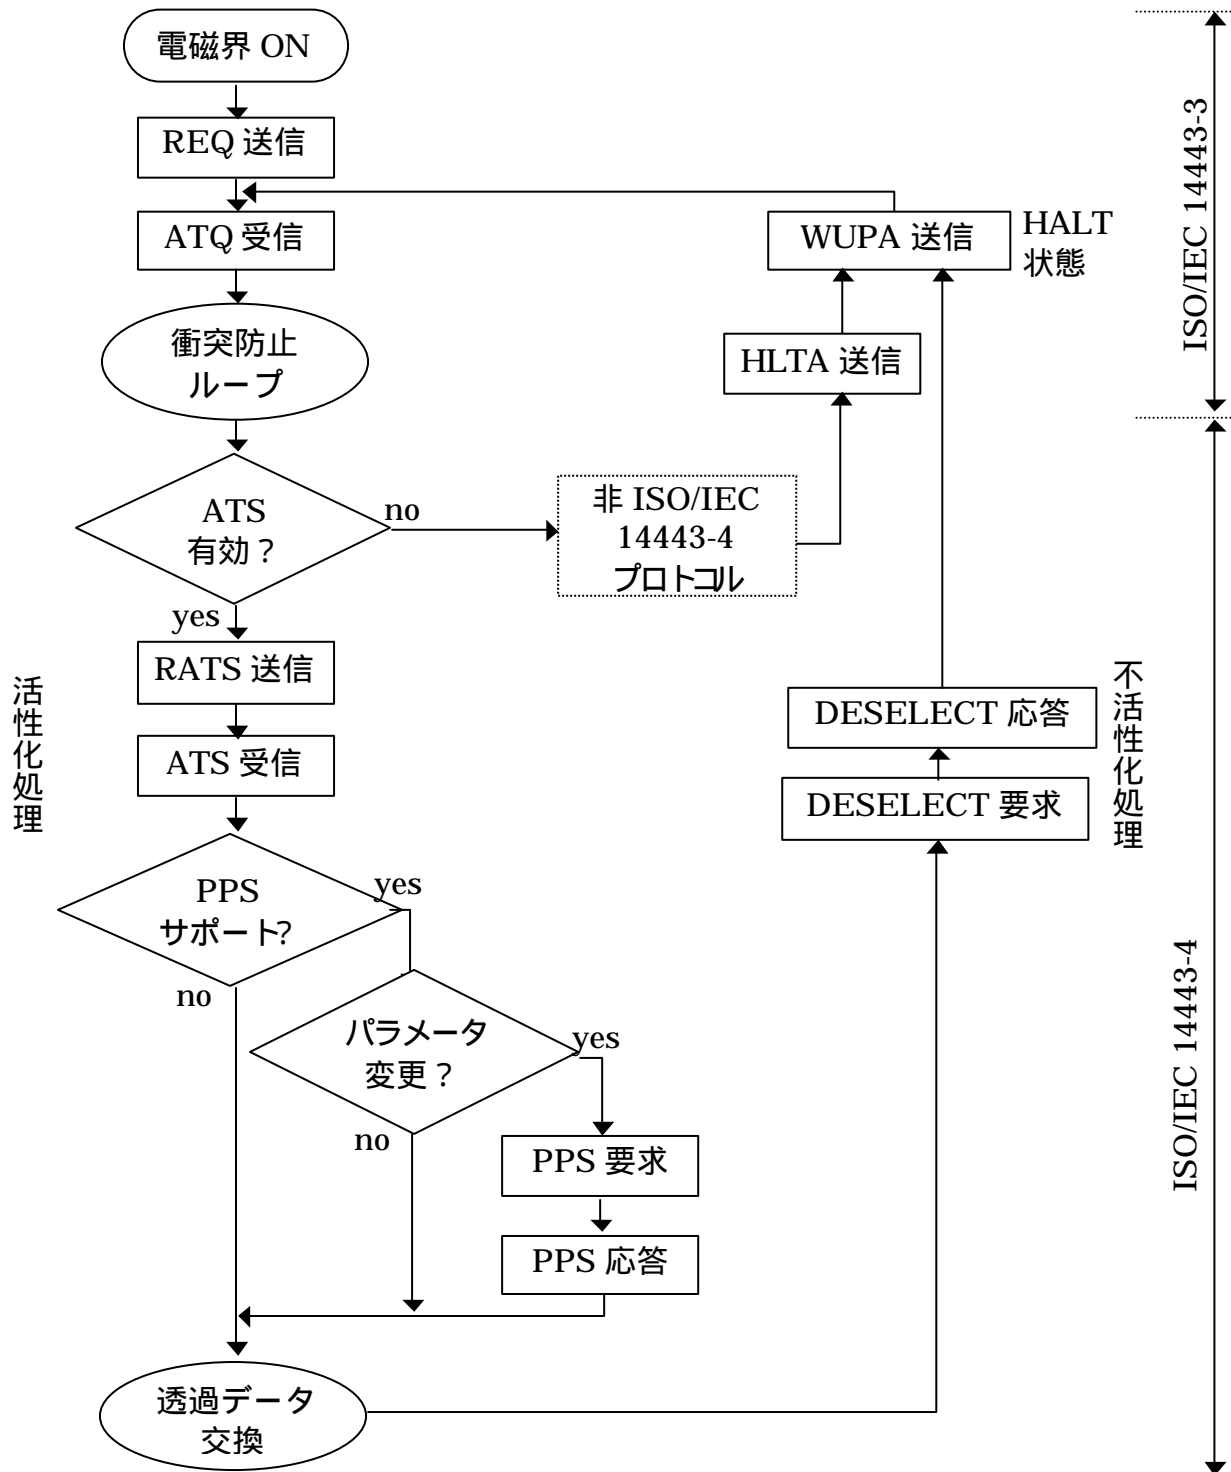 電磁界 ON
REQ 送信
ATQ 受信
衝突防止
ループ
ATS
有効？
no
yes
非 ISO/IEC
14443-4
プロトコル
HLTA 送信
WUPA 送信
HALT
状態
RATS 送信
ATS 受信
活性化処理
PPS
サポート?
yes
no
パラメータ
変更？
yes
no
PPS 要求
PPS 応答
透過データ
交換
DESELECT 応答
DESELECT 要求
不活性化処理
ISO/IEC 14443-3
ISO/IEC 14443-4